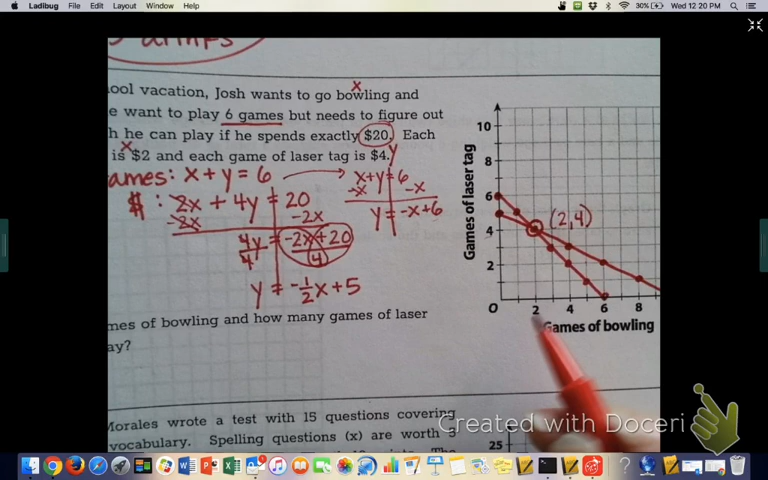 Ladibug File Edit Layout Window Help
30% Wed 12 20 PM
ool vacation, Josh wants to go bowling and
x
e want to play 6 games but needs to figure out
h he can play if he spends exactly $20. Each
is $2 and each game of laser tag is $4.
x
y
ames: x + y = 6
x+y = 6
-x -x
y = -x+6
$ : 2x + 4y = 20
-2x -2x
4y = -2x+20
4 4
y = -1/2x+5
mes of bowling and how many games of laser
ay?
Games of laser tag
10
8
6
4
2
O 2 4 6 8
(2,4)
Games of bowling
Morales wrote a test with 15 questions covering
vocabulary. Spelling questions (x) are worth 3
25
Created with Doceri